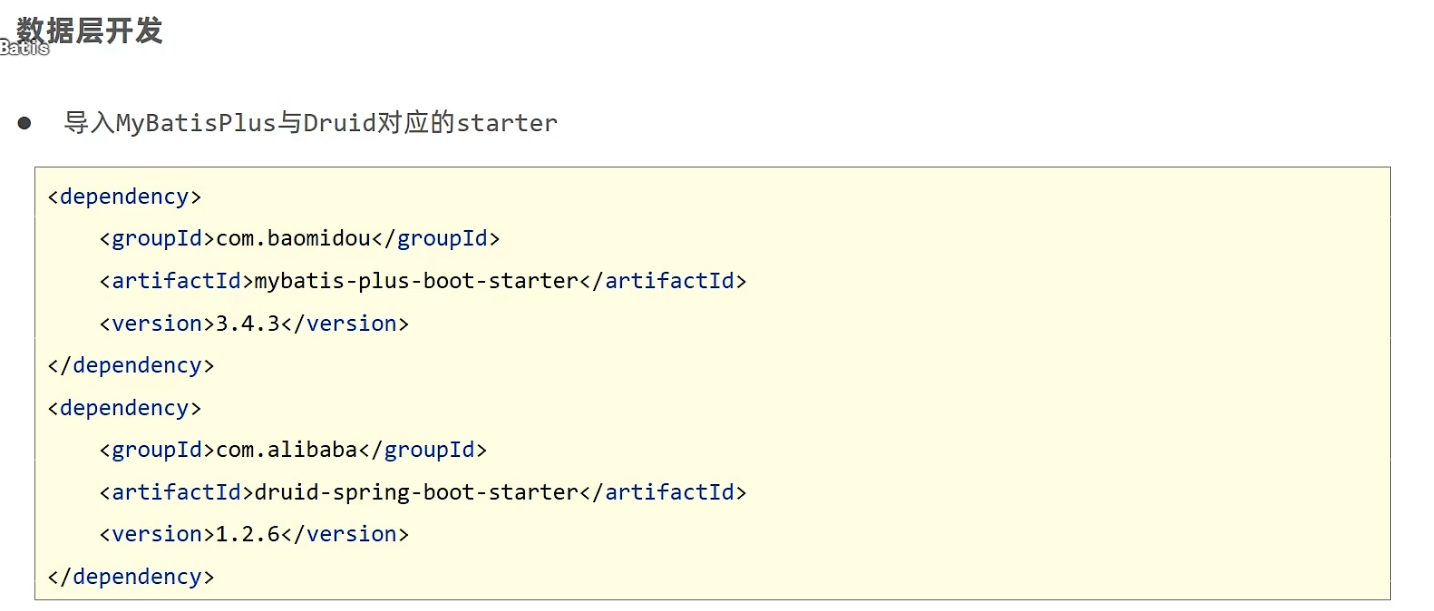 数据层开发
Batis
● 导入MyBatisPlus与Druid对应的starter
<dependency>
    <groupId>com.baomidou</groupId>
    <artifactId>mybatis-plus-boot-starter</artifactId>
    <version>3.4.3</version>
</dependency>
<dependency>
    <groupId>com.alibaba</groupId>
    <artifactId>druid-spring-boot-starter</artifactId>
    <version>1.2.6</version>
</dependency>